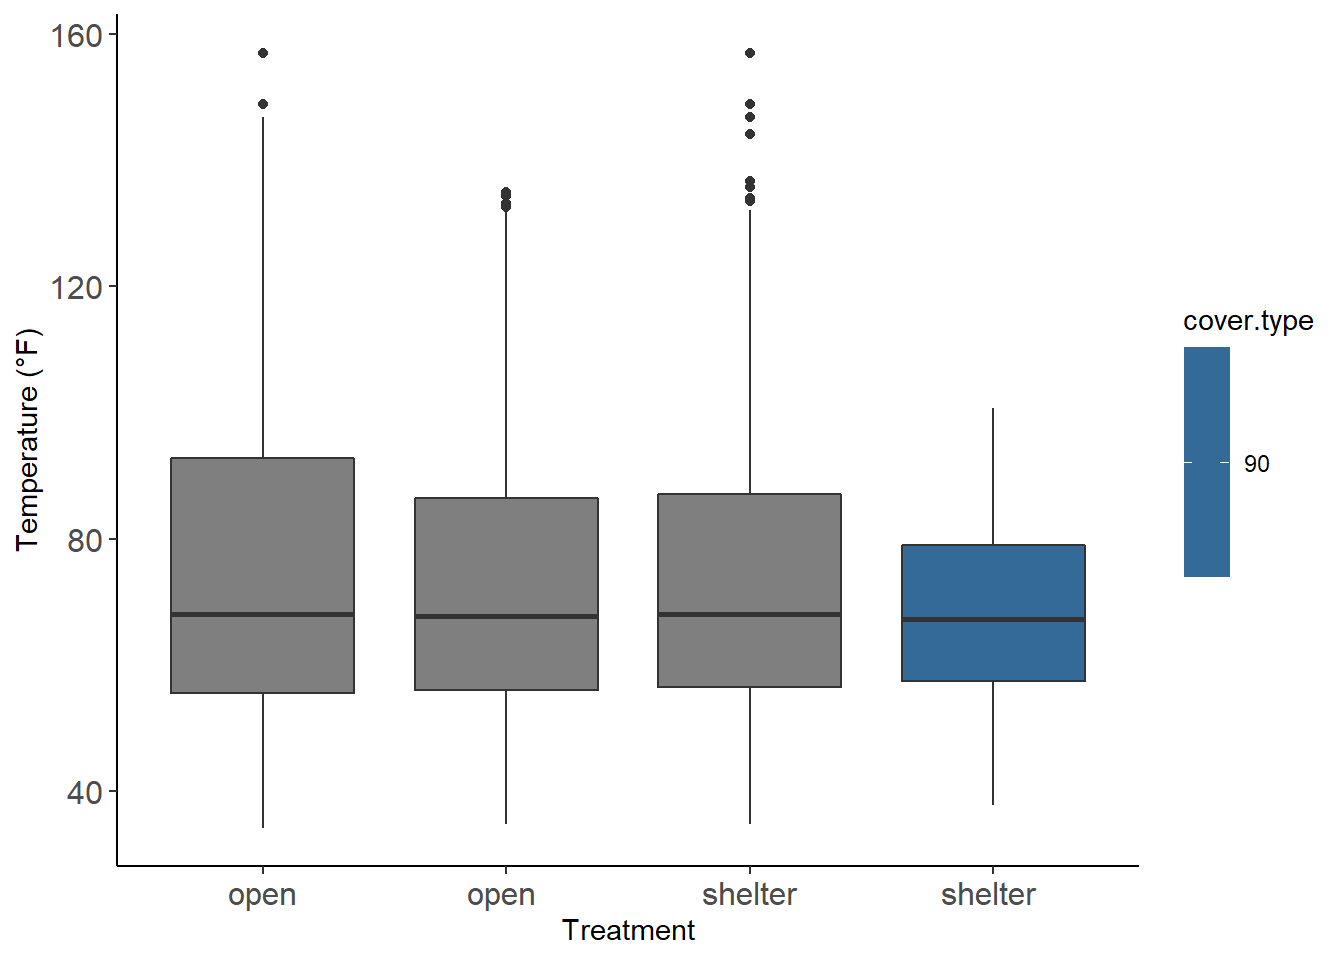 160
120
80
40
Temperature (°F)
open
open
shelter
shelter
Treatment
cover.type
90